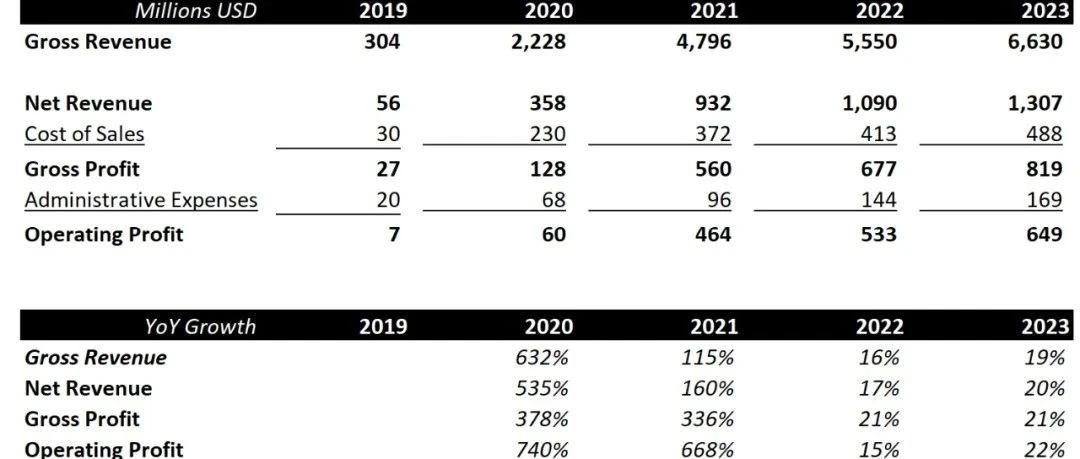 Millions USD 2019 2020 2021 2022 2023
Gross Revenue 304 2,228 4,796 5,550 6,630
Net Revenue 56 358 932 1,090 1,307
Cost of Sales 30 230 372 413 488
Gross Profit 27 128 560 677 819
Administrative Expenses 20 68 96 144 169
Operating Profit 7 60 464 533 649
YoY Growth 2019 2020 2021 2022 2023
Gross Revenue 632% 115% 16% 19%
Net Revenue 535% 160% 17% 20%
Gross Profit 378% 336% 21% 21%
Operating Profit 740% 668% 15% 22%